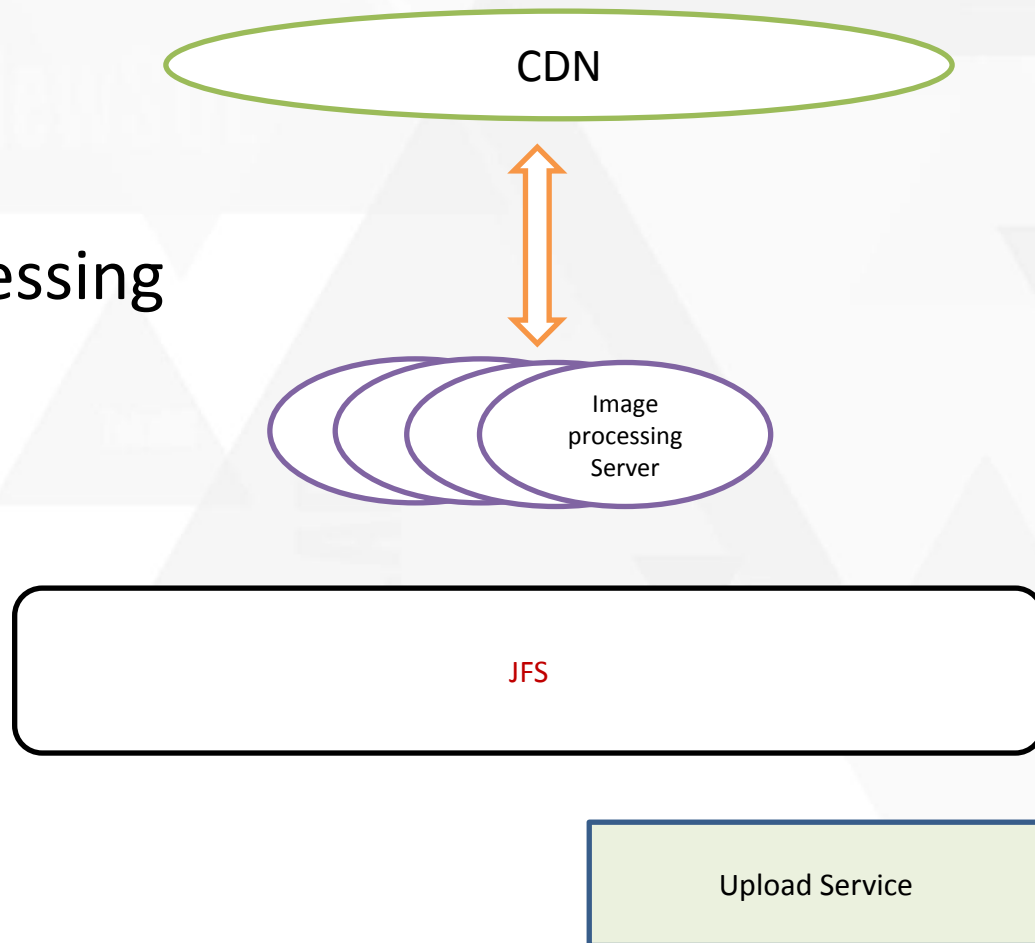 CDN
essing
Image
processing
Server
JFS
Upload Service